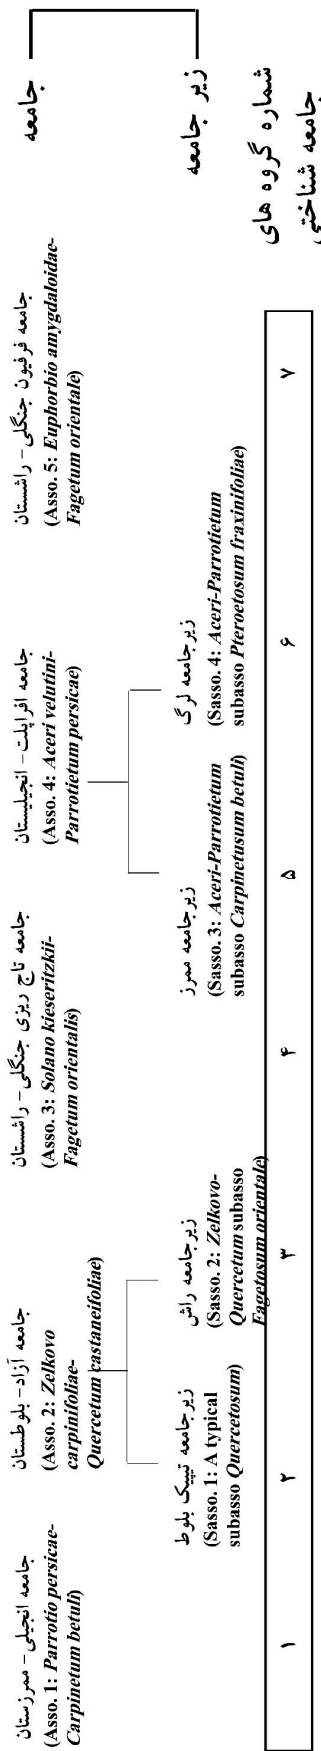 جامعه
زیر جامعه
شماره گروه های
جامعه شناختی
جامعه انجیلی - ممرزستان
(Asso. 1: Parrotio persicae-
Carpinetum betuli)
جامعه آزاد - بلوطستان
(Asso. 2: Zelkovo
carpinifoliae-
Quercetum castaneifoliae)
جامعه تاج ریزی جنگلی - راشستان
(Asso. 3: Solano kieseritzkii-
Fagetum orientalis)
جامعه افراپلت - انجیلیستان
(Asso. 4: Aceri velutini-
Parrotietum persicae)
جامعه فرفیون جنگلی - راشستان
(Asso. 5: Euphorbio amygdaloidae-
Fagetum orientale)
زیرجامعه تیپیک بلوط
(Sasso. 1: A typical
subasso Quercetosum)
زیرجامعه راش
(Sasso. 2: Zelkovo-
Quercetum subasso
Fagetosum orientale)
زیرجامعه ممرز
(Sasso. 3: Aceri-Parrotietum
subasso Carpinetusum betuli)
زیرجامعه لرگ
(Sasso. 4: Aceri-Parrotietum
subasso Pteroetosum fraxinifoliae)
۱ ۲ ۳ ۴ ۵ ۶ ۷